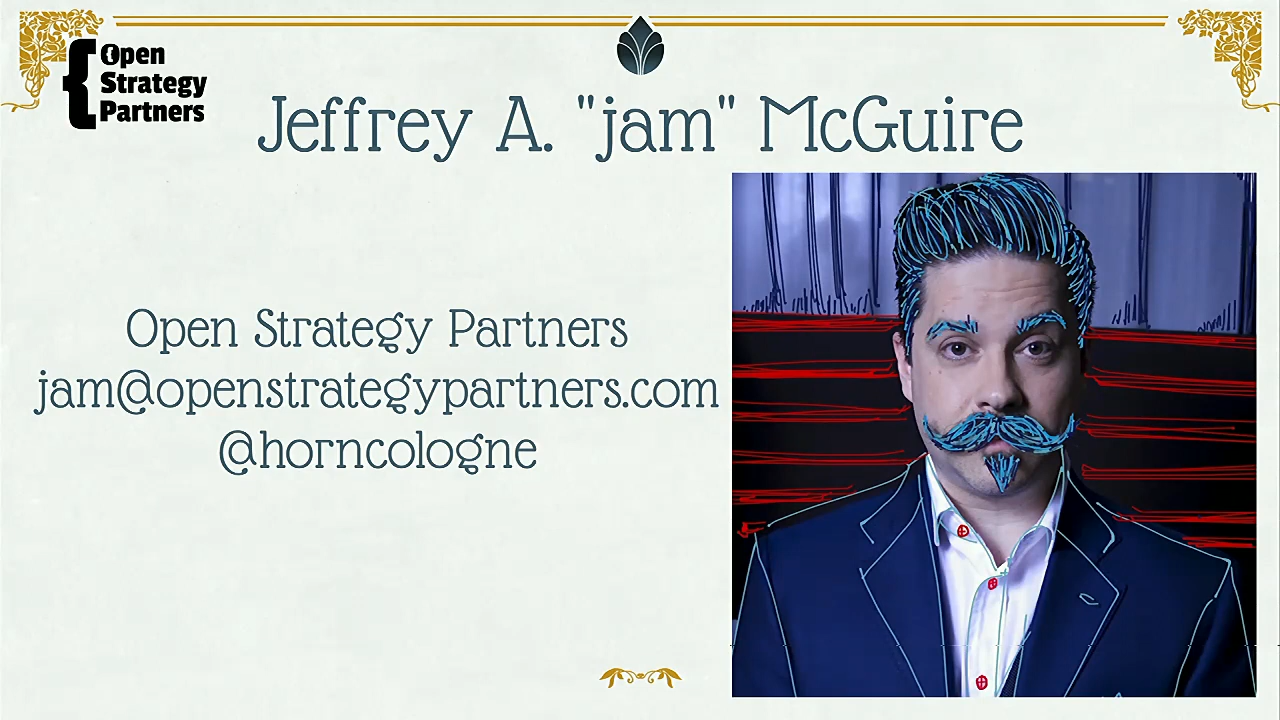 Open
Strategy
Partners
Jeffrey A. "jam" McGuire
Open Strategy Partners
jam@openstrategypartners.com
@horncologne